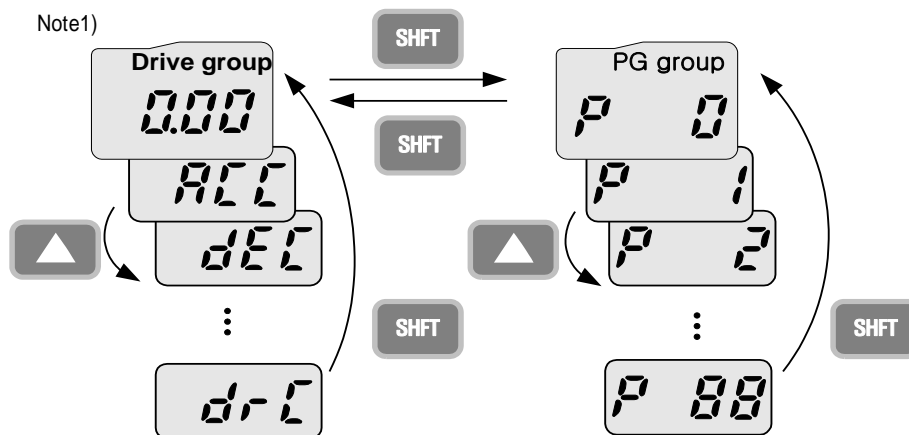 Note1)
SHFT
Drive group
PG group
0.00
P 0
SHFT
ACC
P 1
dEC
P 2
SHFT
SHFT
drC
P 88